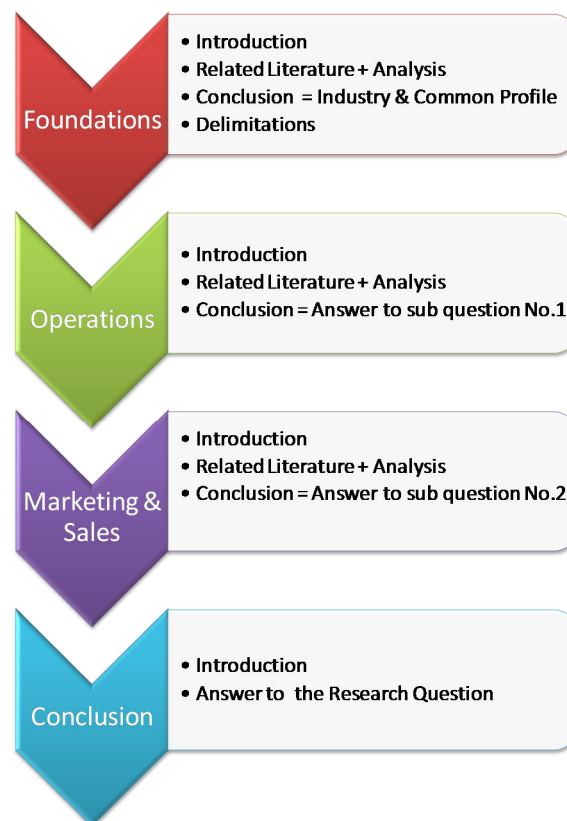 Foundations
• Introduction
• Related Literature + Analysis
• Conclusion = Industry & Common Profile
• Delimitations
Operations
• Introduction
• Related Literature + Analysis
• Conclusion = Answer to sub question No.1
Marketing &
Sales
• Introduction
• Related Literature + Analysis
• Conclusion = Answer to sub question No.2
Conclusion
• Introduction
• Answer to the Research Question